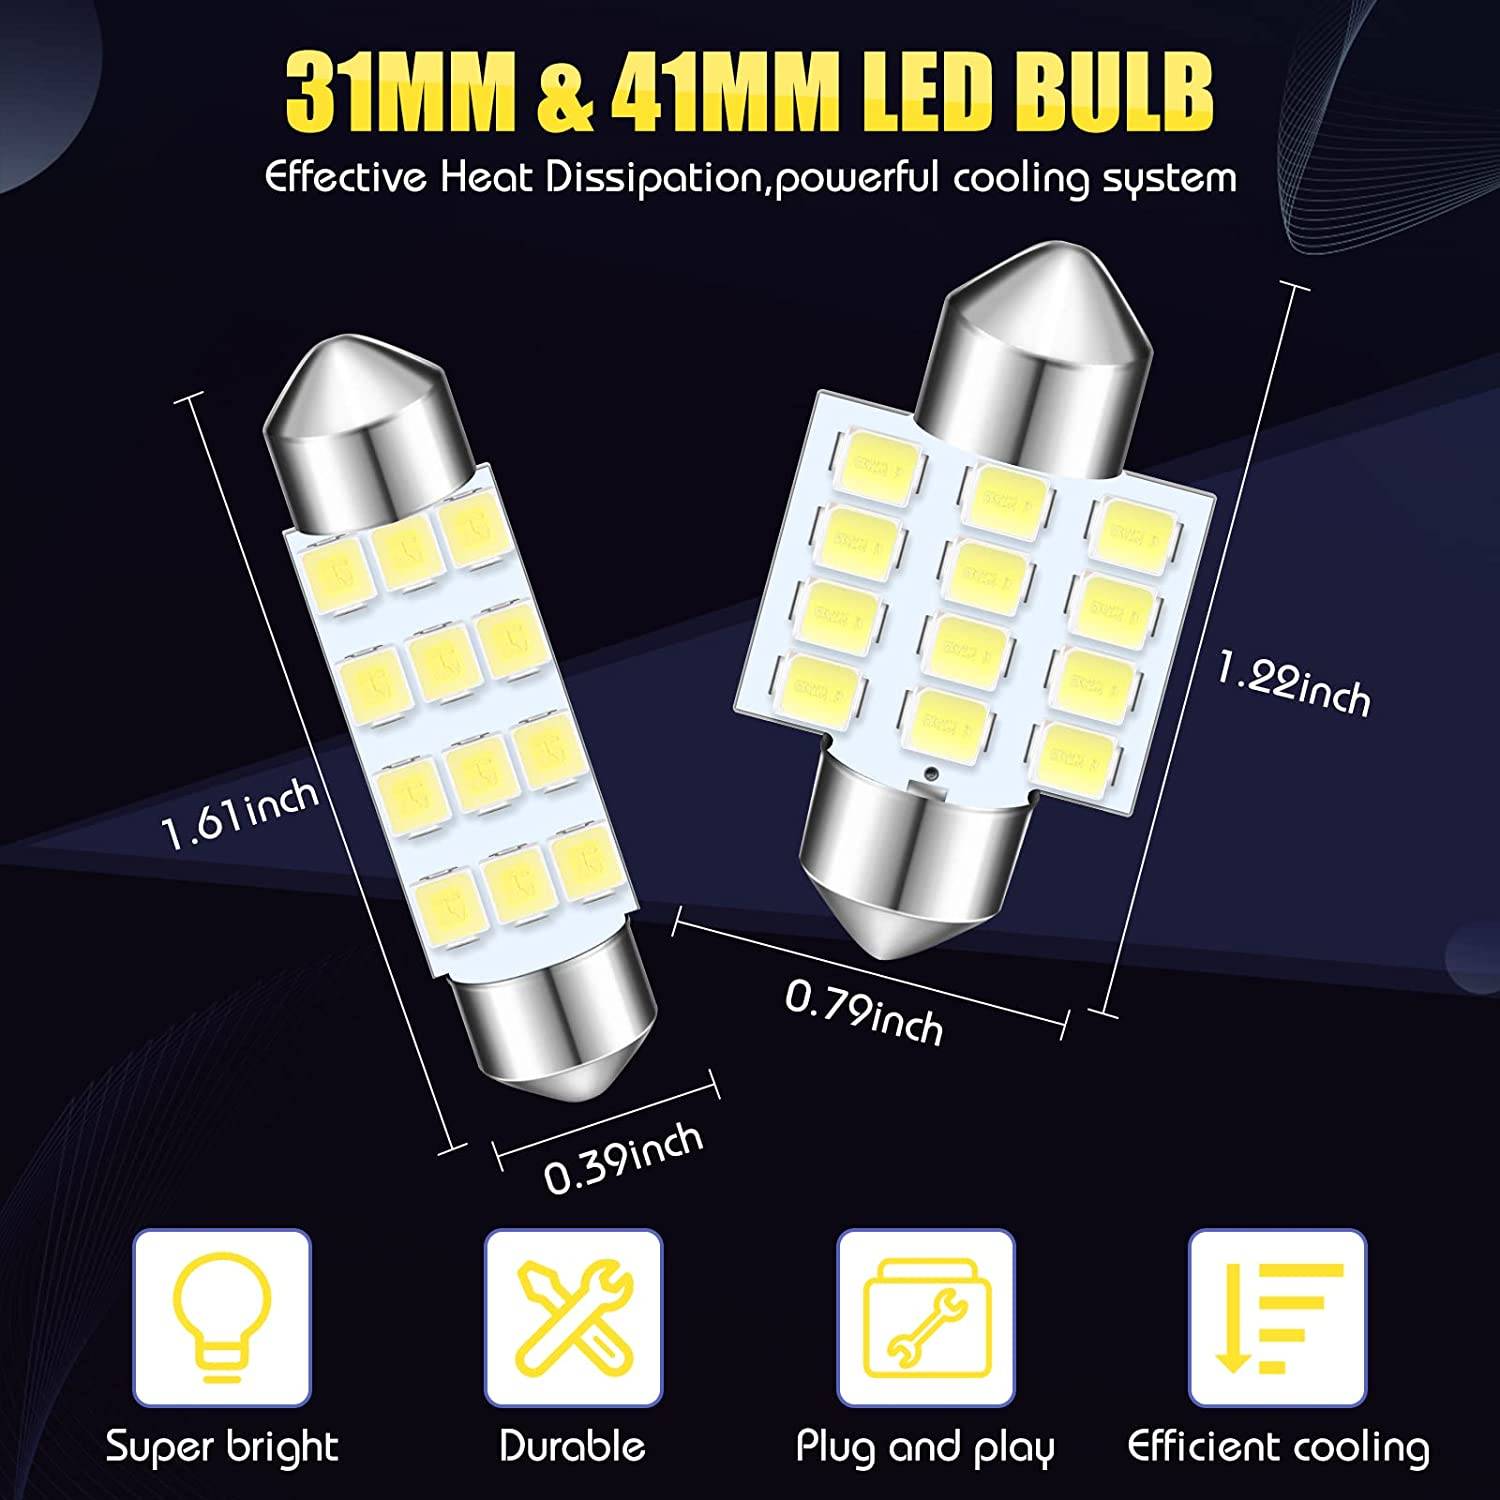 31MM & 41MM LED BULB
Effective Heat Dissipation,powerful cooling system
1.61inch
0.39inch
1.22inch
0.79inch
Super bright
Durable
Plug and play
Efficient cooling